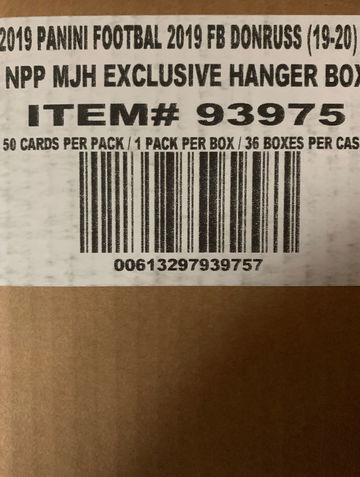 2019 PANINI FOOTBAL 2019 FB DONRUSS (19-20)
NPP MJH EXCLUSIVE HANGER BOX
ITEM# 93975
50 CARDS PER PACK / 1 PACK PER BOX / 36 BOXES PER CAS
00613297939757